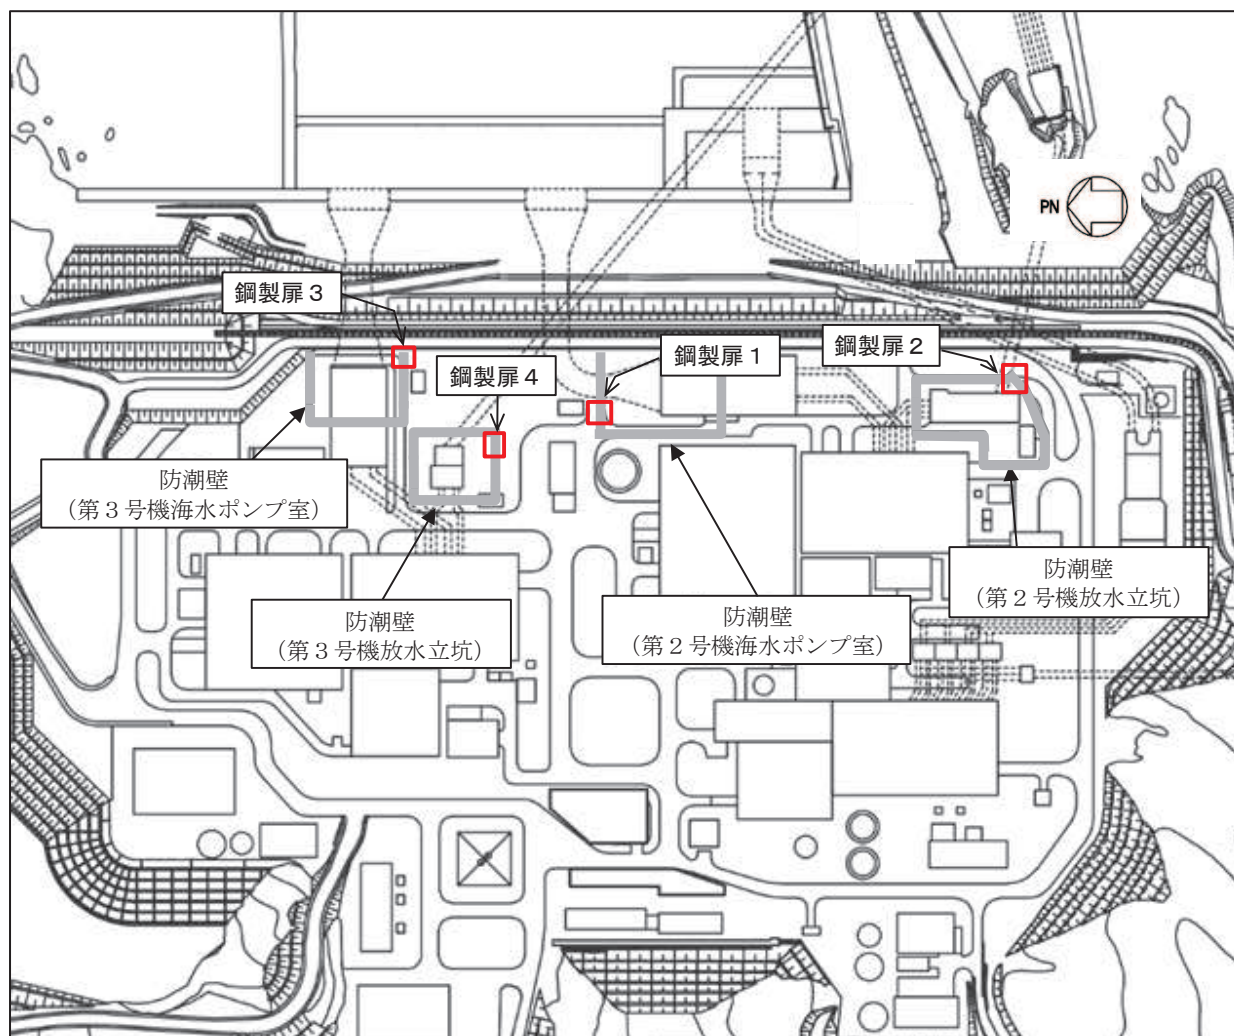 PN
鋼製扉３
鋼製扉４
鋼製扉１
鋼製扉２
防潮壁
（第３号機海水ポンプ室）
防潮壁
（第３号機放水立坑）
防潮壁
（第２号機海水ポンプ室）
防潮壁
（第２号機放水立坑）